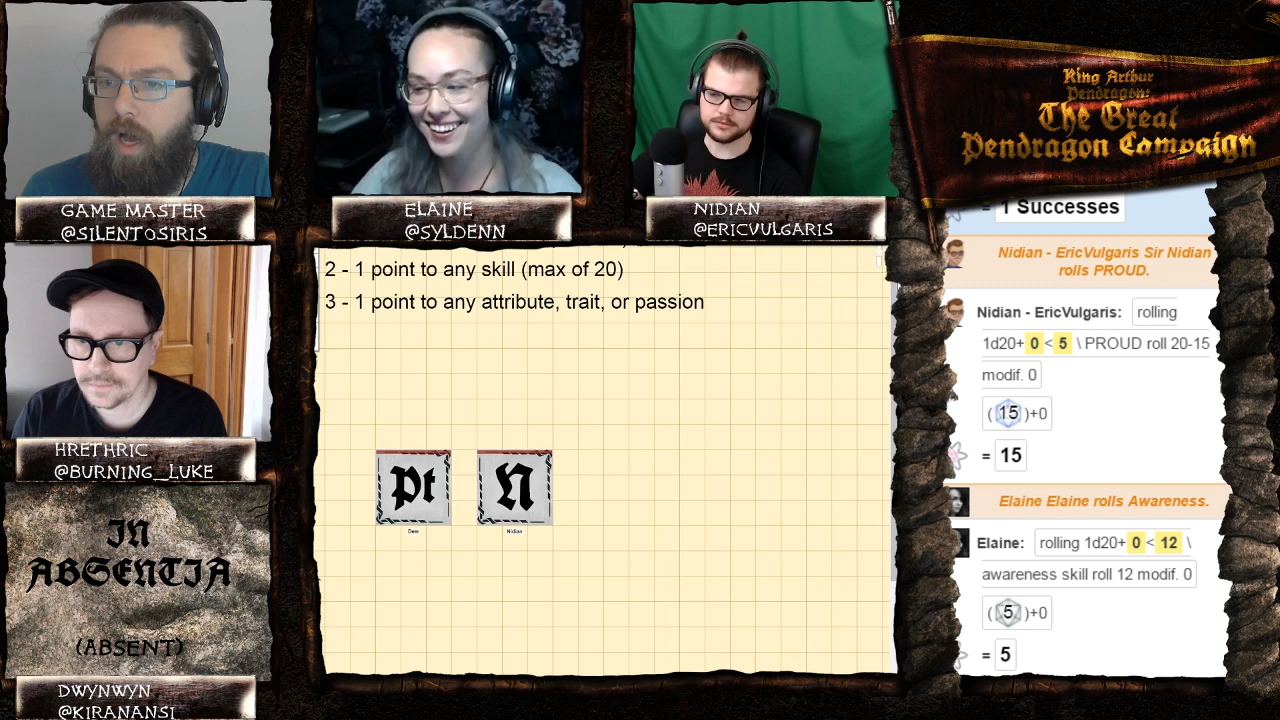 GAME MASTER
@SILENT0SIRIS
ELAINE
@SYLDENN
NIDIAN
@ERICVULGARIS
King Arthur
Pendragon:
The Great
Pendragon Campaign
HRETHRIC
@BURNING_LUKE
IN
ABSENTIA
(ABSENT)
DWYNWYN
@KIRANANSI
2 - 1 point to any skill (max of 20)
3 - 1 point to any attribute, trait, or passion
Pt
Deer
N
Nidian
= 1 Successes
Nidian - EricVulgaris Sir Nidian
rolls PROUD.
Nidian - EricVulgaris: rolling
1d20+ 0 < 5 \ PROUD roll 20-15
modif. 0
(15)+0
= 15
Elaine Elaine rolls Awareness.
Elaine: rolling 1d20+ 0 < 12 \
awareness skill roll 12 modif. 0
(5)+0
= 5